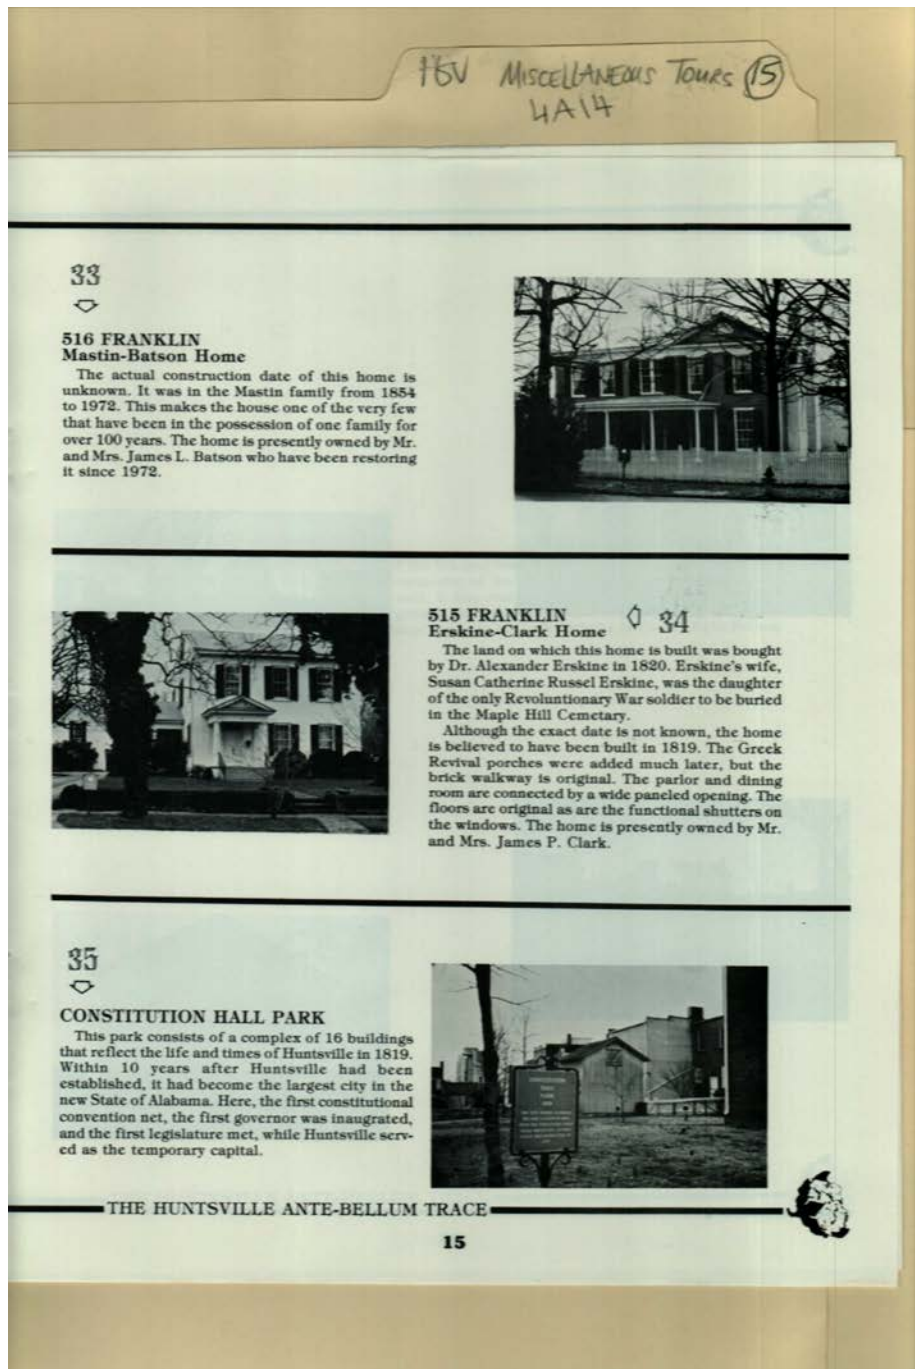 HSV MISCELLANEOUS TOURS 15
4A14
33
516 FRANKLIN
Mastin-Batson Home
The actual construction date of this home is
unknown. It was in the Mastin family from 1854
to 1972. This makes the house one of the very few
that have been in the possession of one family for
over 100 years. The home is presently owned by Mr.
and Mrs. James L. Batson who have been restoring
it since 1972.
515 FRANKLIN 34
Erskine-Clark Home
The land on which this home is built was bought
by Dr. Alexander Erskine in 1820. Erskine's wife,
Susan Catherine Russel Erskine, was the daughter
of the only Revoluntionary War soldier to be buried
in the Maple Hill Cemetary.
Although the exact date is not known, the home
is believed to have been built in 1819. The Greek
Revival porches were added much later, but the
brick walkway is original. The parlor and dining
room are connected by a wide paneled opening. The
floors are original as are the functional shutters on
the windows. The home is presently owned by Mr.
and Mrs. James P. Clark.
35
CONSTITUTION HALL PARK
This park consists of a complex of 16 buildings
that reflect the life and times of Huntsville in 1819.
Within 10 years after Huntsville had been
established, it had become the largest city in the
new State of Alabama. Here, the first constitutional
convention net, the first governor was inaugrated,
and the first legislature met, while Huntsville serv-
ed as the temporary capital.
THE HUNTSVILLE ANTE-BELLUM TRACE
15